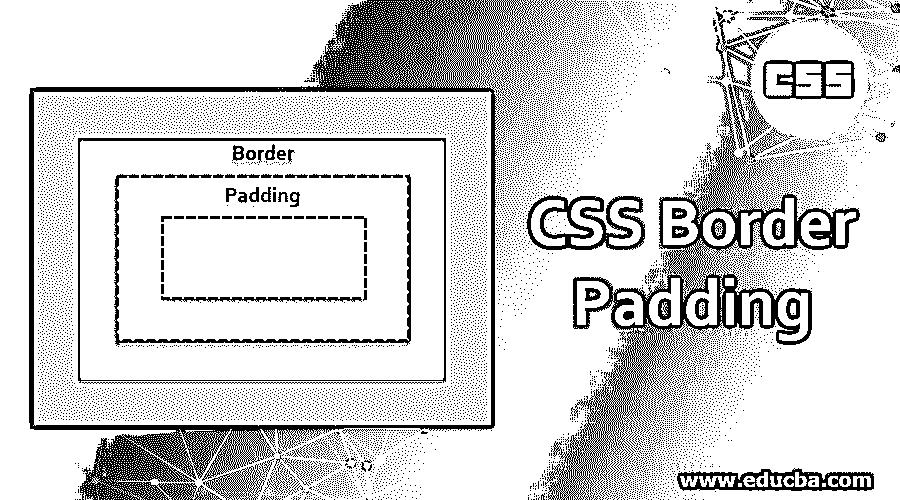 Border
Padding
CSS
CSS Border
Padding
www.educba.com